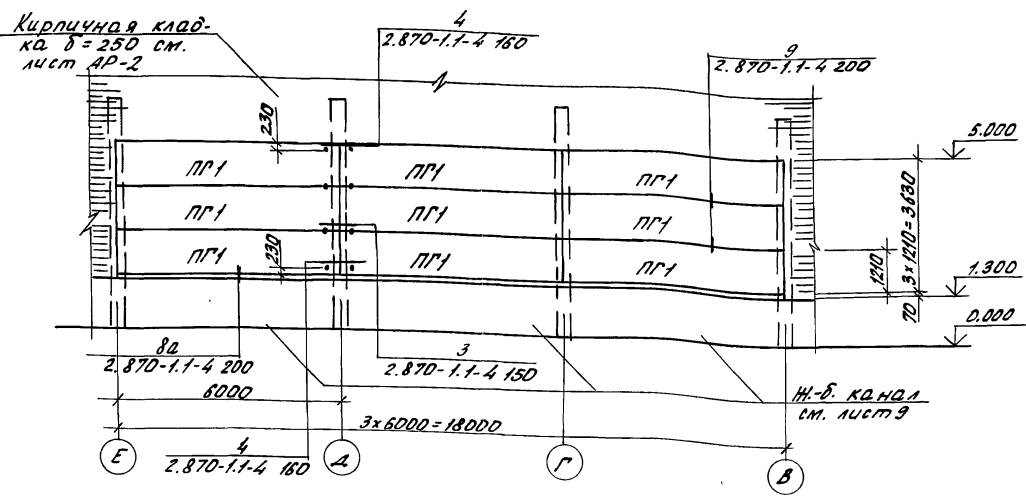 Кирпичная клад-
ка б=250 см.
лист АР-2
4
2.870-1.1-4 160
9
2.870-1.1-4 200
230
5.000
ПГ1
ПГ1
ПГ1
ПГ1
ПГ1
ПГ1
230
ПГ1
ПГ1
ПГ1
1210
3х1210=3630
70
1.300
0.000
8а
2.870-1.1-4 200
3
2.870-1.1-4 150
6000
Ж.-б. канал
см. лист 9
3х6000=18000
4
2.870-1.1-4 160
Е
Д
Г
В